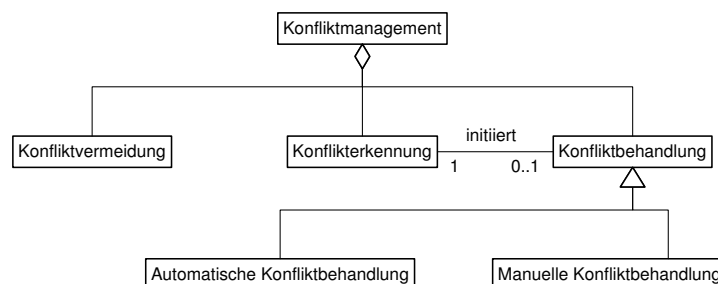 Konfliktmanagement
Konfliktvermeidung
Konflikterkennung
initiiert
1
0..1
Konfliktbehandlung
Automatische Konfliktbehandlung
Manuelle Konfliktbehandlung